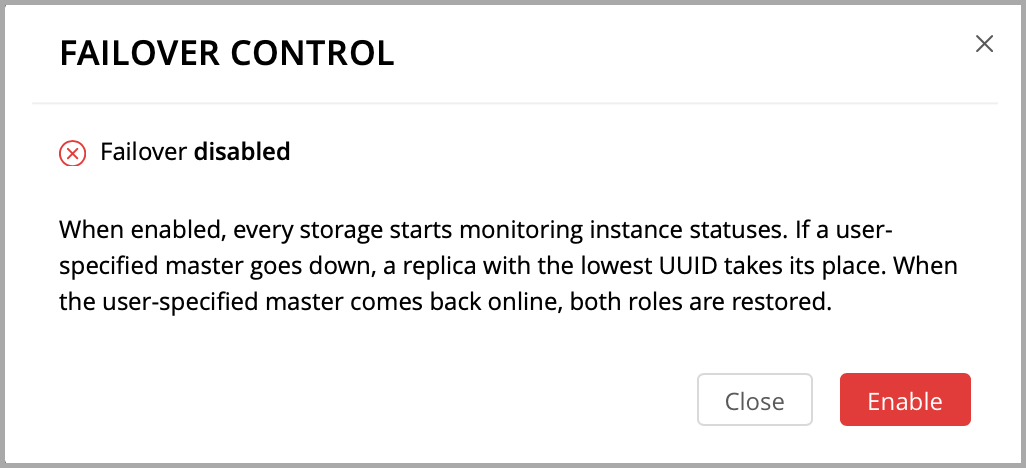 FAILOVER CONTROL
Failover disabled
When enabled, every storage starts monitoring instance statuses. If a user-
specified master goes down, a replica with the lowest UUID takes its place. When
the user-specified master comes back online, both roles are restored.
Close
Enable